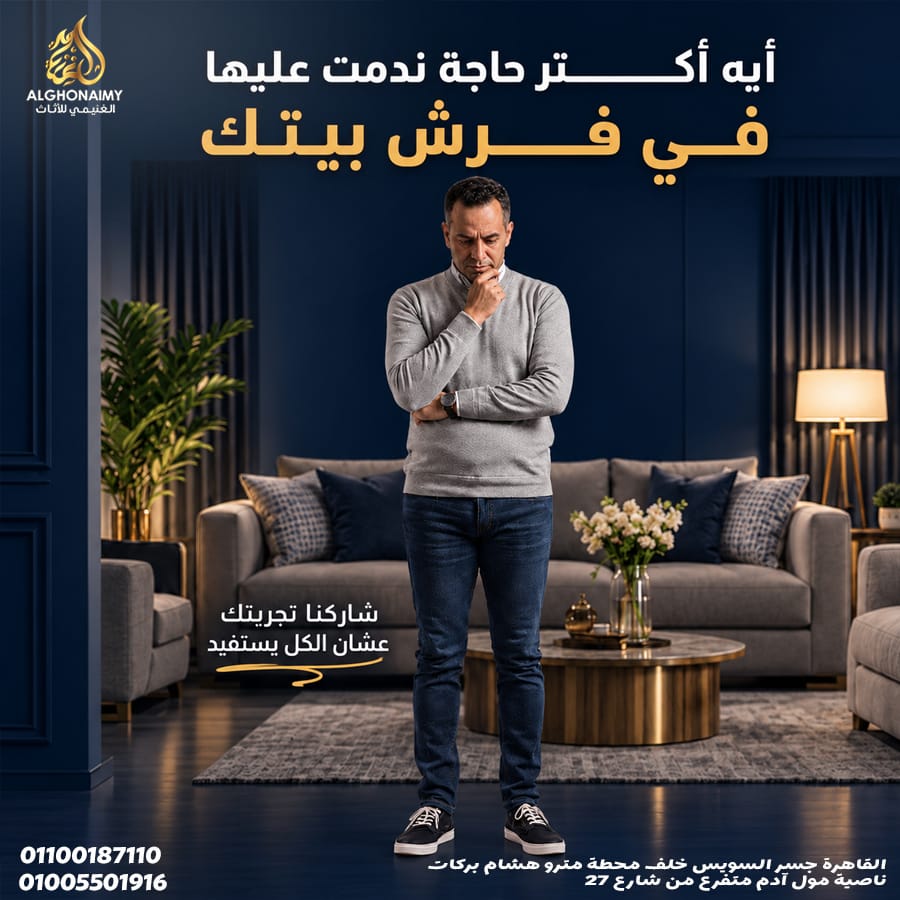 ALGHONAIMY
الغنيمي للأثاث
أيه أكتر حاجة ندمت عليها
في فرش بيتك
شاركنا تجربتك
عشان الكل يستفيد
01100187110
01005501916
القاهرة جسر السويس خلف محطة مترو هشام بركات
ناصية مول آدم متفرع من شارع 27